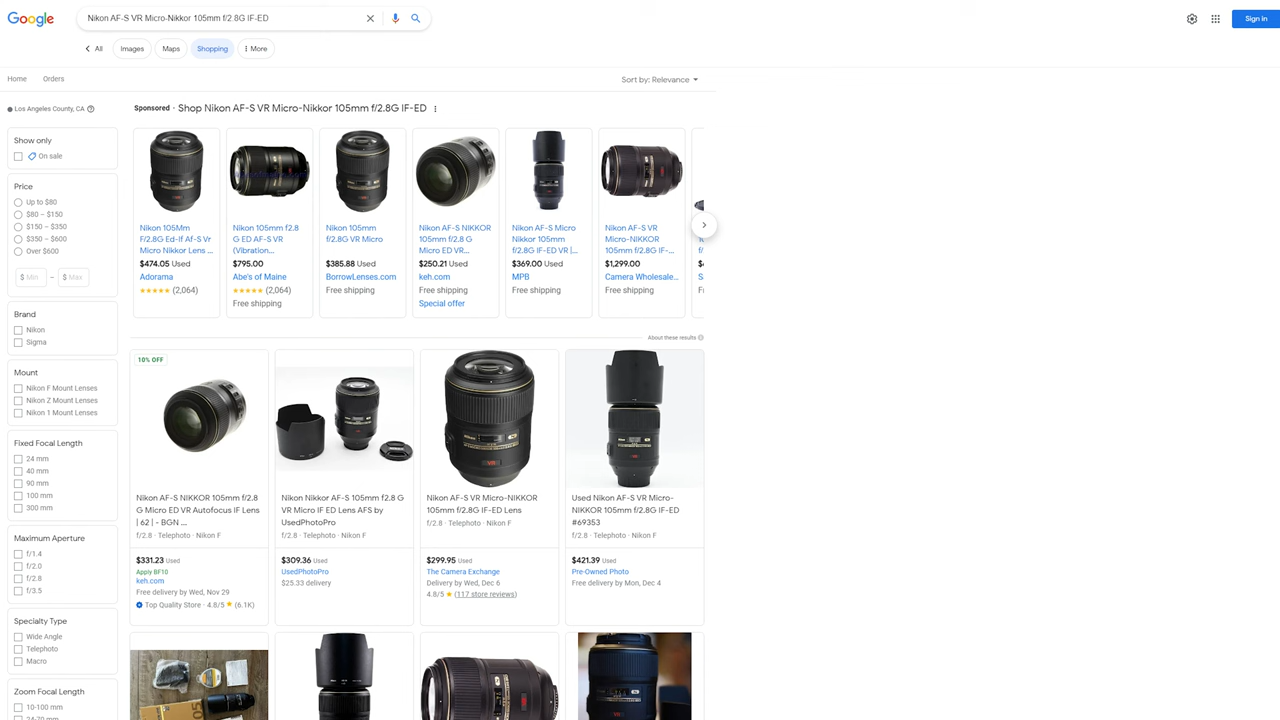 Google
Nikon AF-S VR Micro-Nikkor 105mm f/2.8G IF-ED
Sign in
All
Images
Maps
Shopping
More
Home
Orders
Sort by: Relevance
Los Angeles County, CA
Show only
On sale
Price
Up to $80
$80 – $150
$150 – $350
$350 – $600
Over $600
$ Min – $ Max
Brand
Nikon
Sigma
Mount
Nikon F Mount Lenses
Nikon Z Mount Lenses
Nikon 1 Mount Lenses
Fixed Focal Length
24 mm
40 mm
90 mm
100 mm
300 mm
Maximum Aperture
f/1.4
f/2.0
f/2.8
f/3.5
Specialty Type
Wide Angle
Telephoto
Macro
Zoom Focal Length
10-100 mm
24-70 mm
Sponsored · Shop Nikon AF-S VR Micro-Nikkor 105mm f/2.8G IF-ED
Nikon 105Mm
F/2.8G Ed-If Af-S Vr
Micro Nikkor Lens ...
$474.05 Used
Adorama
(2,064)
Nikon 105mm f2.8
G ED AF-S VR
(Vibration...
$795.00
Abe's of Maine
(2,064)
Free shipping
Nikon 105mm
f/2.8G VR Micro
$385.88 Used
BorrowLenses.com
Free shipping
Nikon AF-S NIKKOR
105mm f/2.8 G
Micro ED VR...
$250.21 Used
keh.com
Free shipping
Special offer
Nikon AF-S Micro
Nikkor 105mm
f/2.8G IF-ED VR |...
$369.00 Used
MPB
Free shipping
Nikon AF-S VR
Micro-NIKKOR
105mm f/2.8G IF-...
$1,299.00
Camera Wholesale...
Free shipping
About these results
10% OFF
Nikon AF-S NIKKOR 105mm f/2.8
G Micro ED VR Autofocus IF Lens
| 62 | - BGN ...
f/2.8 · Telephoto · Nikon F
$331.23 Used
Apply BF10
keh.com
Free delivery by Wed, Nov 29
Top Quality Store · 4.8/5 (6.1K)
Nikon Nikkor AF-S 105mm f2.8 G
VR Micro IF ED Lens AFS by
UsedPhotoPro
f/2.8 · Telephoto · Nikon F
$309.36 Used
UsedPhotoPro
$25.33 delivery
Nikon AF-S VR Micro-NIKKOR
105mm f/2.8G IF-ED Lens
f/2.8 · Telephoto · Nikon F
$299.95 Used
The Camera Exchange
Delivery by Wed, Dec 6
4.8/5 (117 store reviews)
Used Nikon AF-S VR Micro-
NIKKOR 105mm f/2.8G IF-ED
#69353
f/2.8 · Telephoto · Nikon F
$421.39 Used
Pre-Owned Photo
Free delivery by Mon, Dec 4